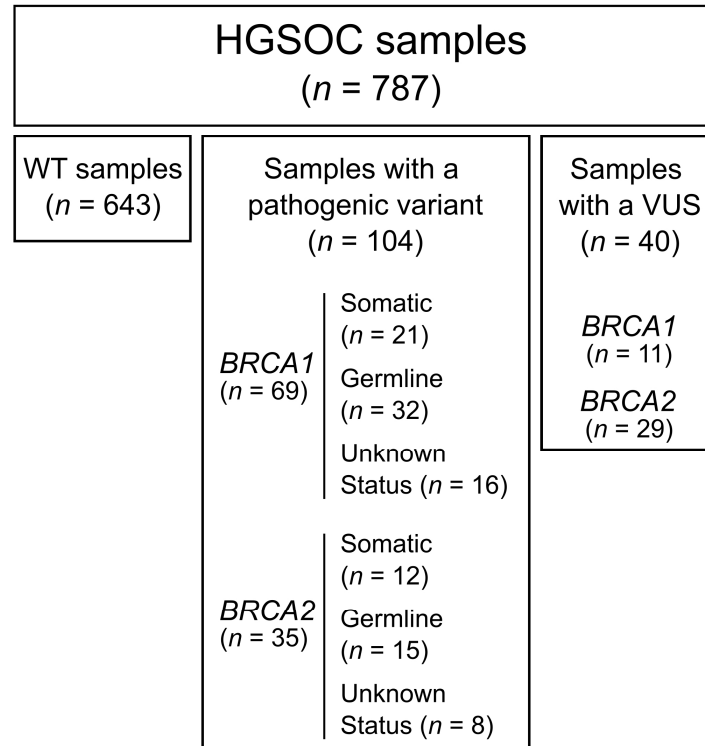 HGSOC samples
(n = 787)
WT samples
(n = 643)
Samples with a
pathogenic variant
(n = 104)
BRCA1
(n = 69)
Somatic
(n = 21)
Germline
(n = 32)
Unknown
Status (n = 16)
BRCA2
(n = 35)
Somatic
(n = 12)
Germline
(n = 15)
Unknown
Status (n = 8)
Samples
with a VUS
(n = 40)
BRCA1
(n = 11)
BRCA2
(n = 29)